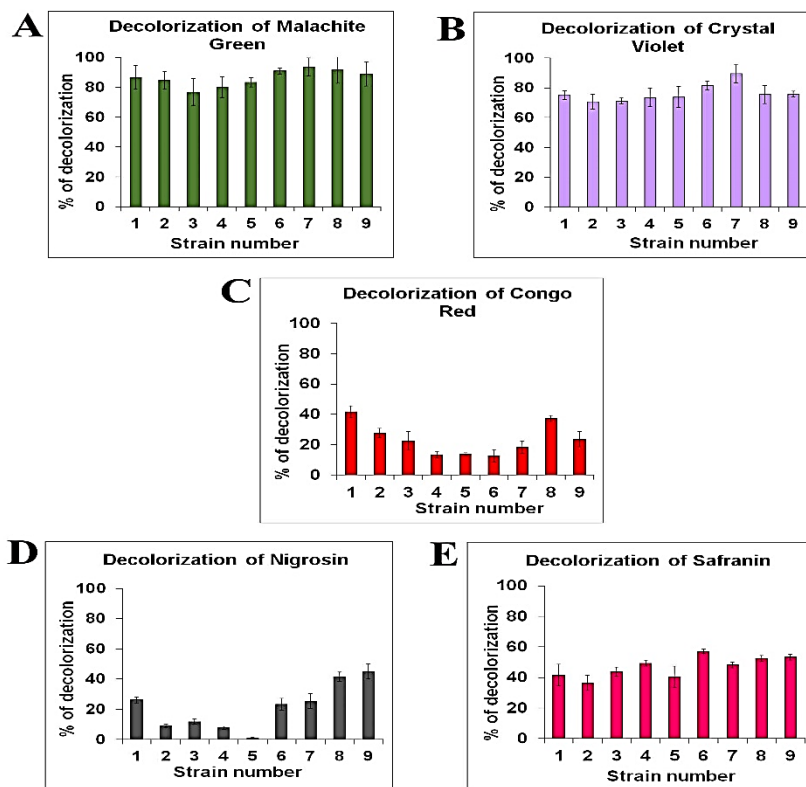 A
Decolorization of Malachite
Green
% of decolorization
100
80
60
40
20
0
1 2 3 4 5 6 7 8 9
Strain number
B
Decolorization of Crystal
Violet
% of decolorization
100
80
60
40
20
0
1 2 3 4 5 6 7 8 9
Strain number
C
Decolorization of Congo
Red
% of decolorization
100
80
60
40
20
0
1 2 3 4 5 6 7 8 9
Strain number
D
Decolorization of Nigrosin
% of decolorization
100
80
60
40
20
0
1 2 3 4 5 6 7 8 9
Strain number
E
Decolorization of Safranin
% of decolorization
100
80
60
40
20
0
1 2 3 4 5 6 7 8 9
Strain number